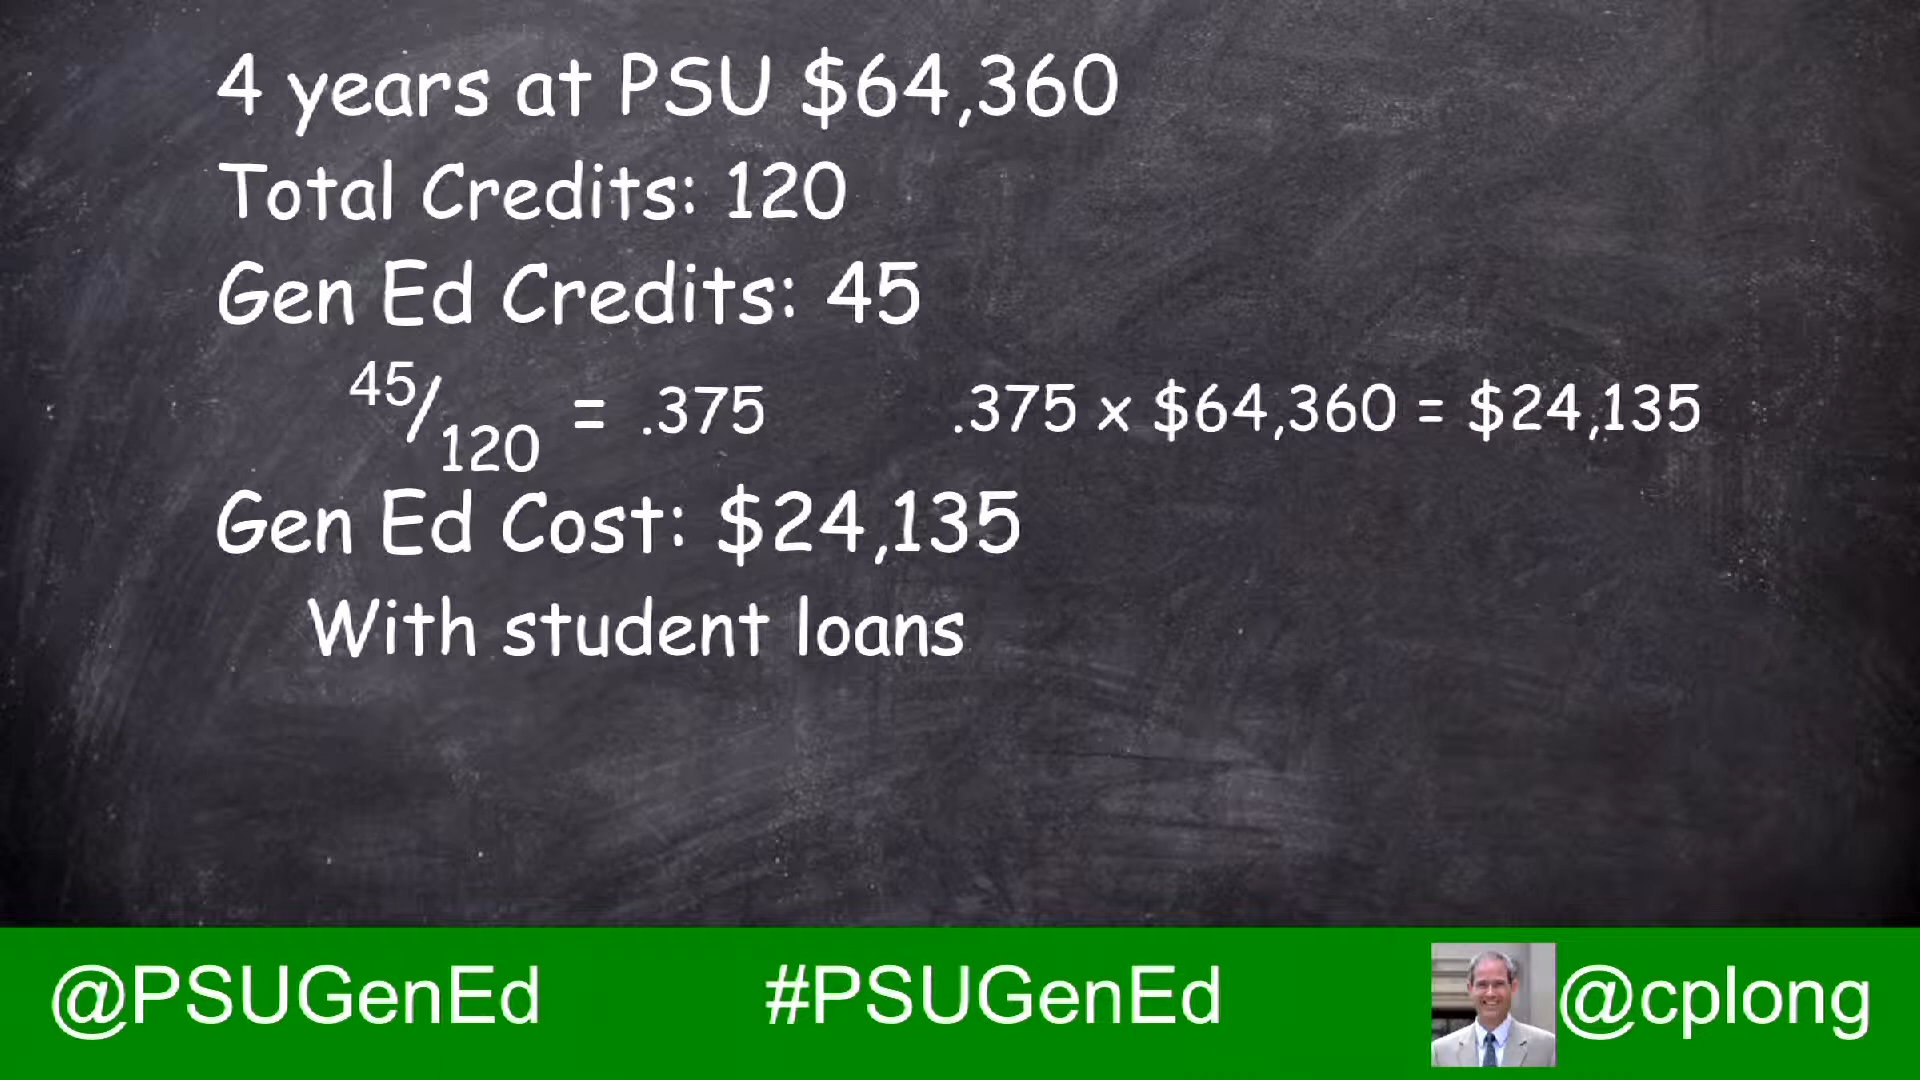 4 years at PSU $64,360
Total Credits: 120
Gen Ed Credits: 45
45/120 = .375 .375 x $64,360 = $24,135
Gen Ed Cost: $24,135
With student loans
@PSUGenEd #PSUGenEd @cplong